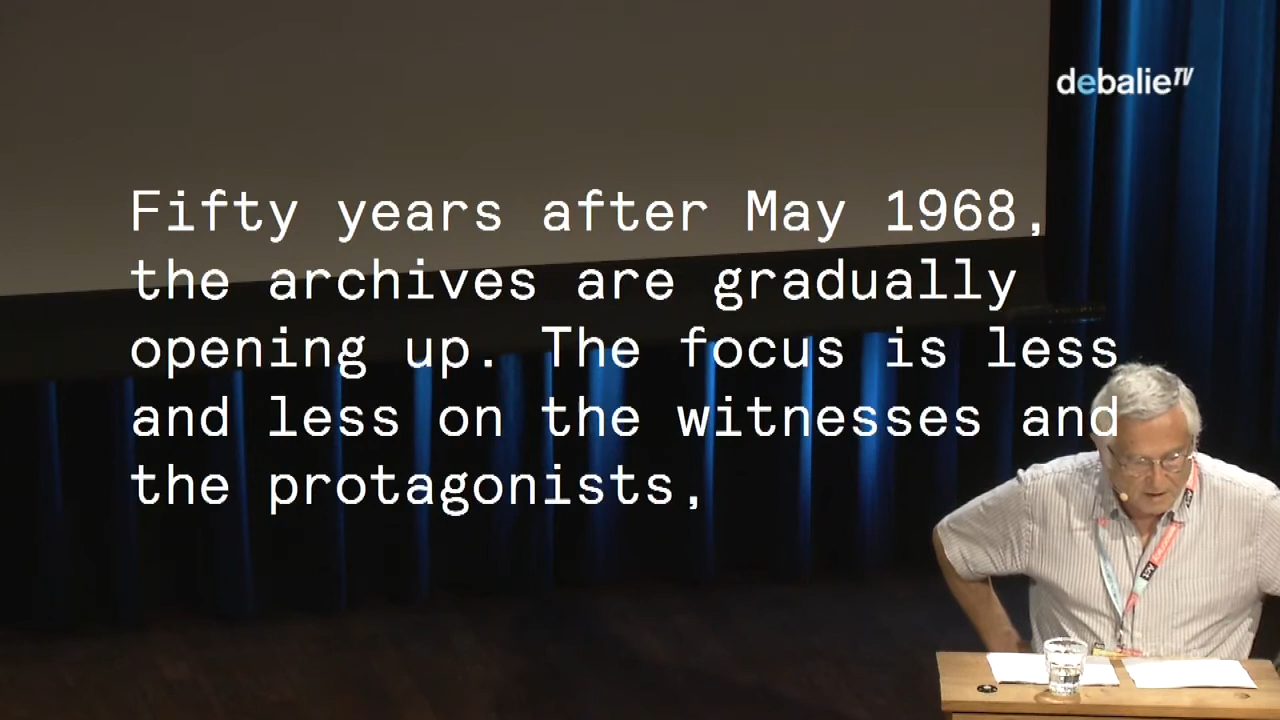 debalieTV
Fifty years after May 1968,
the archives are gradually
opening up. The focus is less
and less on the witnesses and
the protagonists,